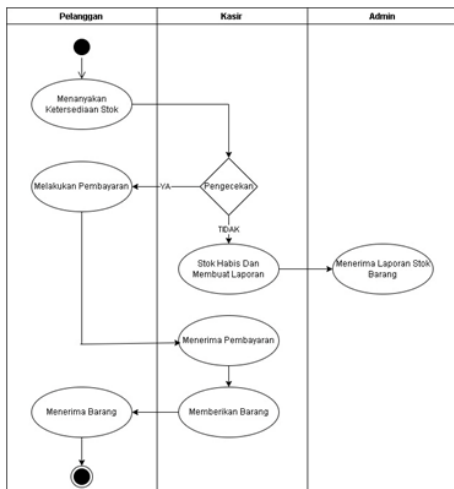 Pelanggan
Kasir
Admin
Menanyakan
Ketersediaan Stok
Melakukan Pembayaran
YA
Pengecekan
TIDAK
Stok Habis Dan
Membuat Laporan
Menerima Laporan Stok
Barang
Menerima Pembayaran
Menerima Barang
Memberikan Barang